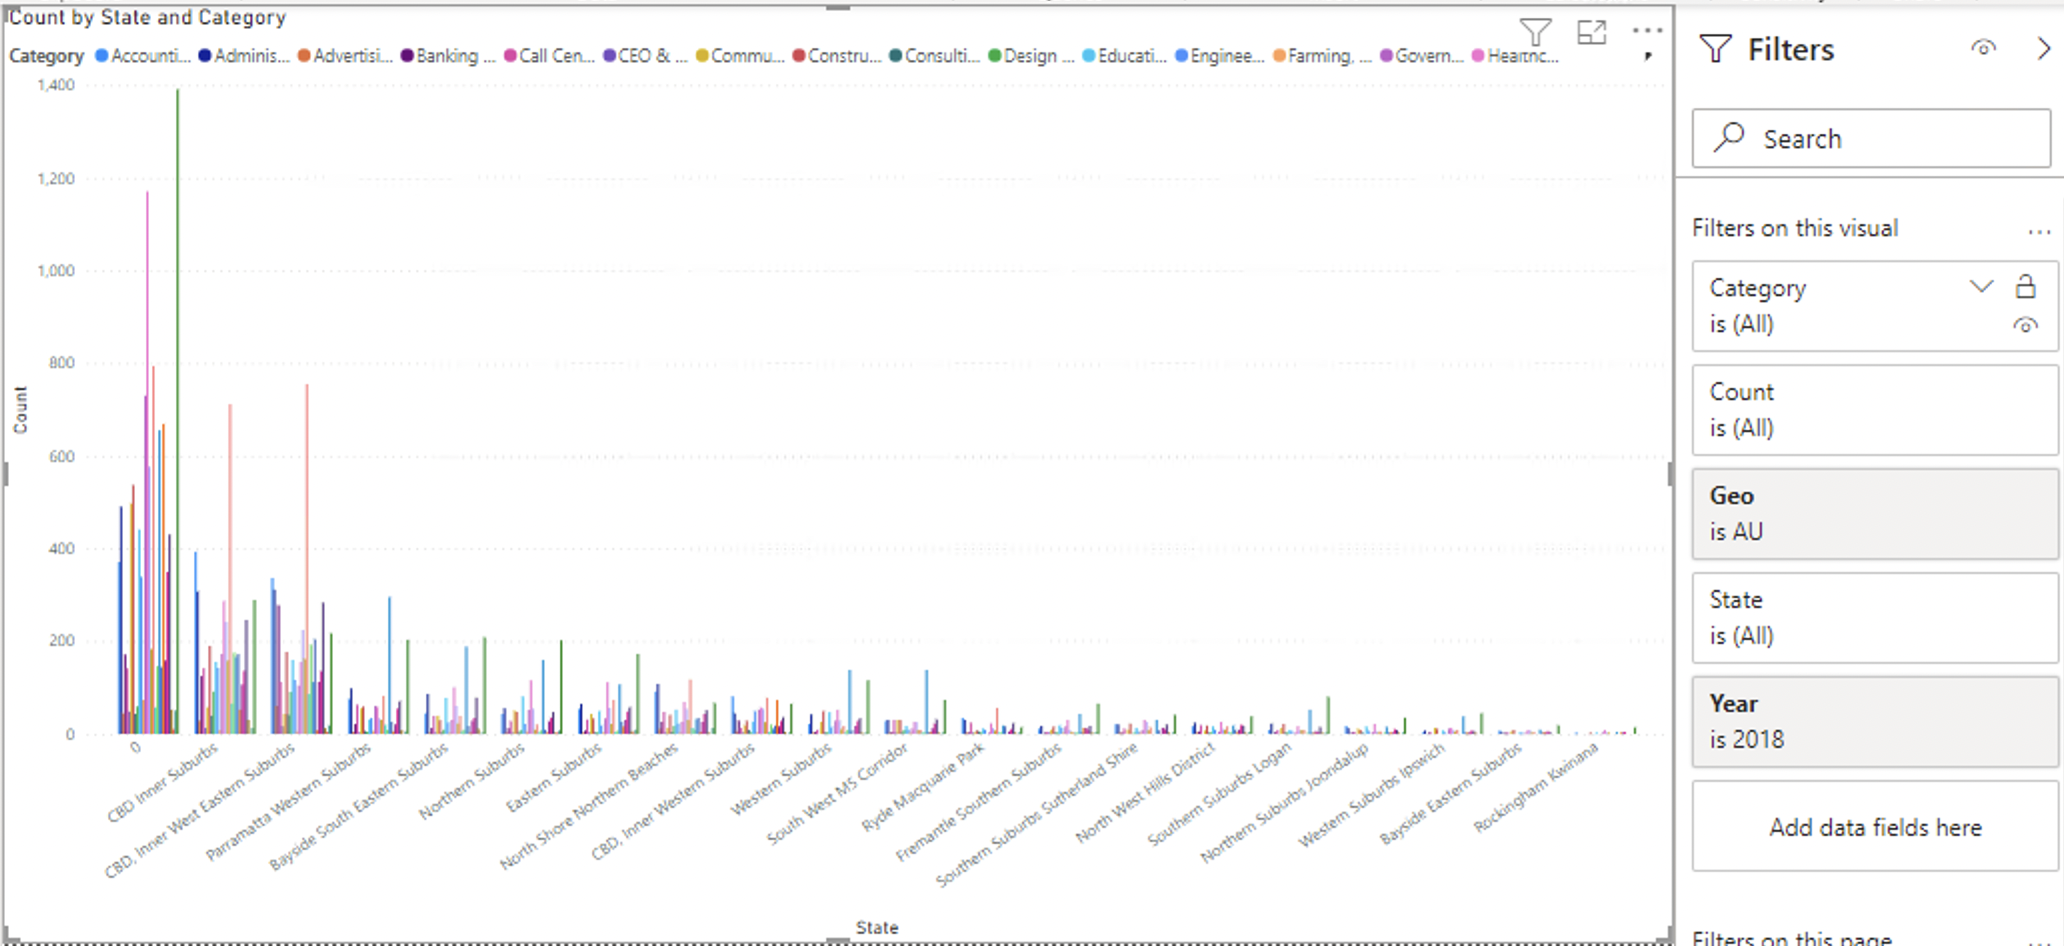 Count by State and Category
Category Accounti... Adminis... Advertisi... Banking ... Call Cen... CEO & ... Commu... Constru... Consulti... Design ... Educati... Enginee... Farming, ... Govern... Healthc...
1,400
1,200
1,000
800
600
400
200
0
Count
0
CBD Inner Suburbs
CBD, Inner West Eastern Suburbs
Parramatta Western Suburbs
Bayside South Eastern Suburbs
Northern Suburbs
Eastern Suburbs
North Shore Northern Beaches
CBD, Inner Western Suburbs
Western Suburbs
South West M5 Corridor
Ryde Macquarie Park
Fremantle Southern Suburbs
Southern Suburbs Sutherland Shire
North West Hills District
Southern Suburbs Logan
Northern Suburbs Joondalup
Western Suburbs Ipswich
Bayside Eastern Suburbs
Rockingham Kwinana
State
Filters
Search
Filters on this visual
...
Category
is (All)
Count
is (All)
Geo
is AU
State
is (All)
Year
is 2018
Add data fields here
Filters on this page